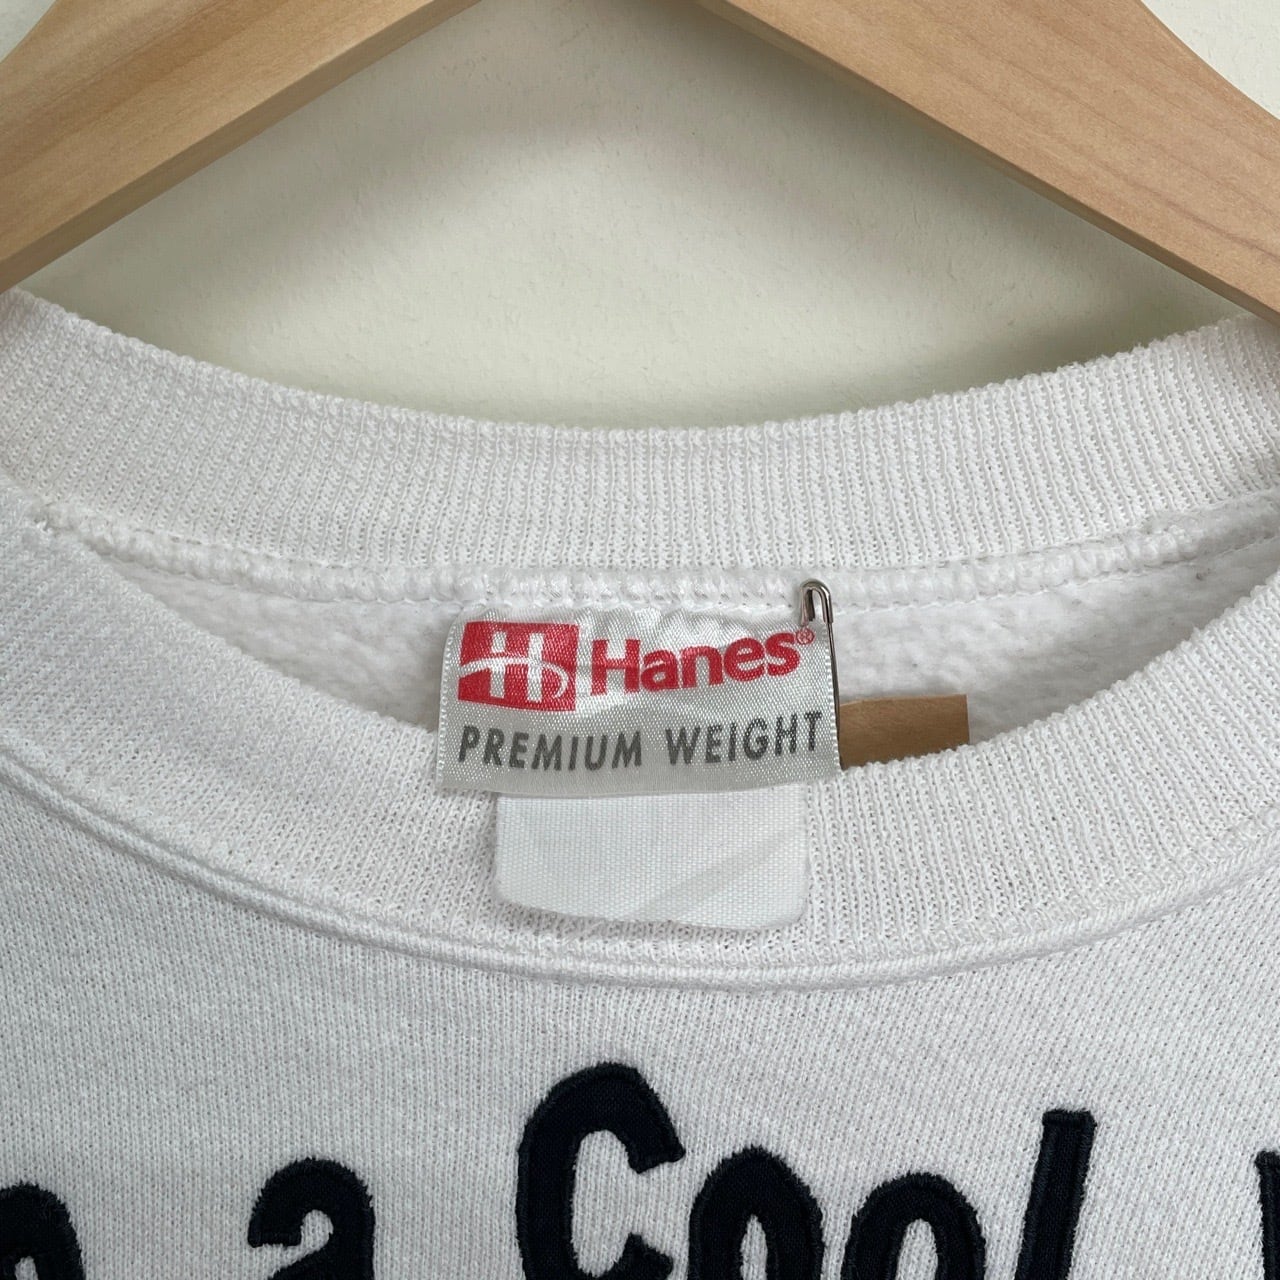 H Hanes®
PREMIUM WEIGHT
a Cool